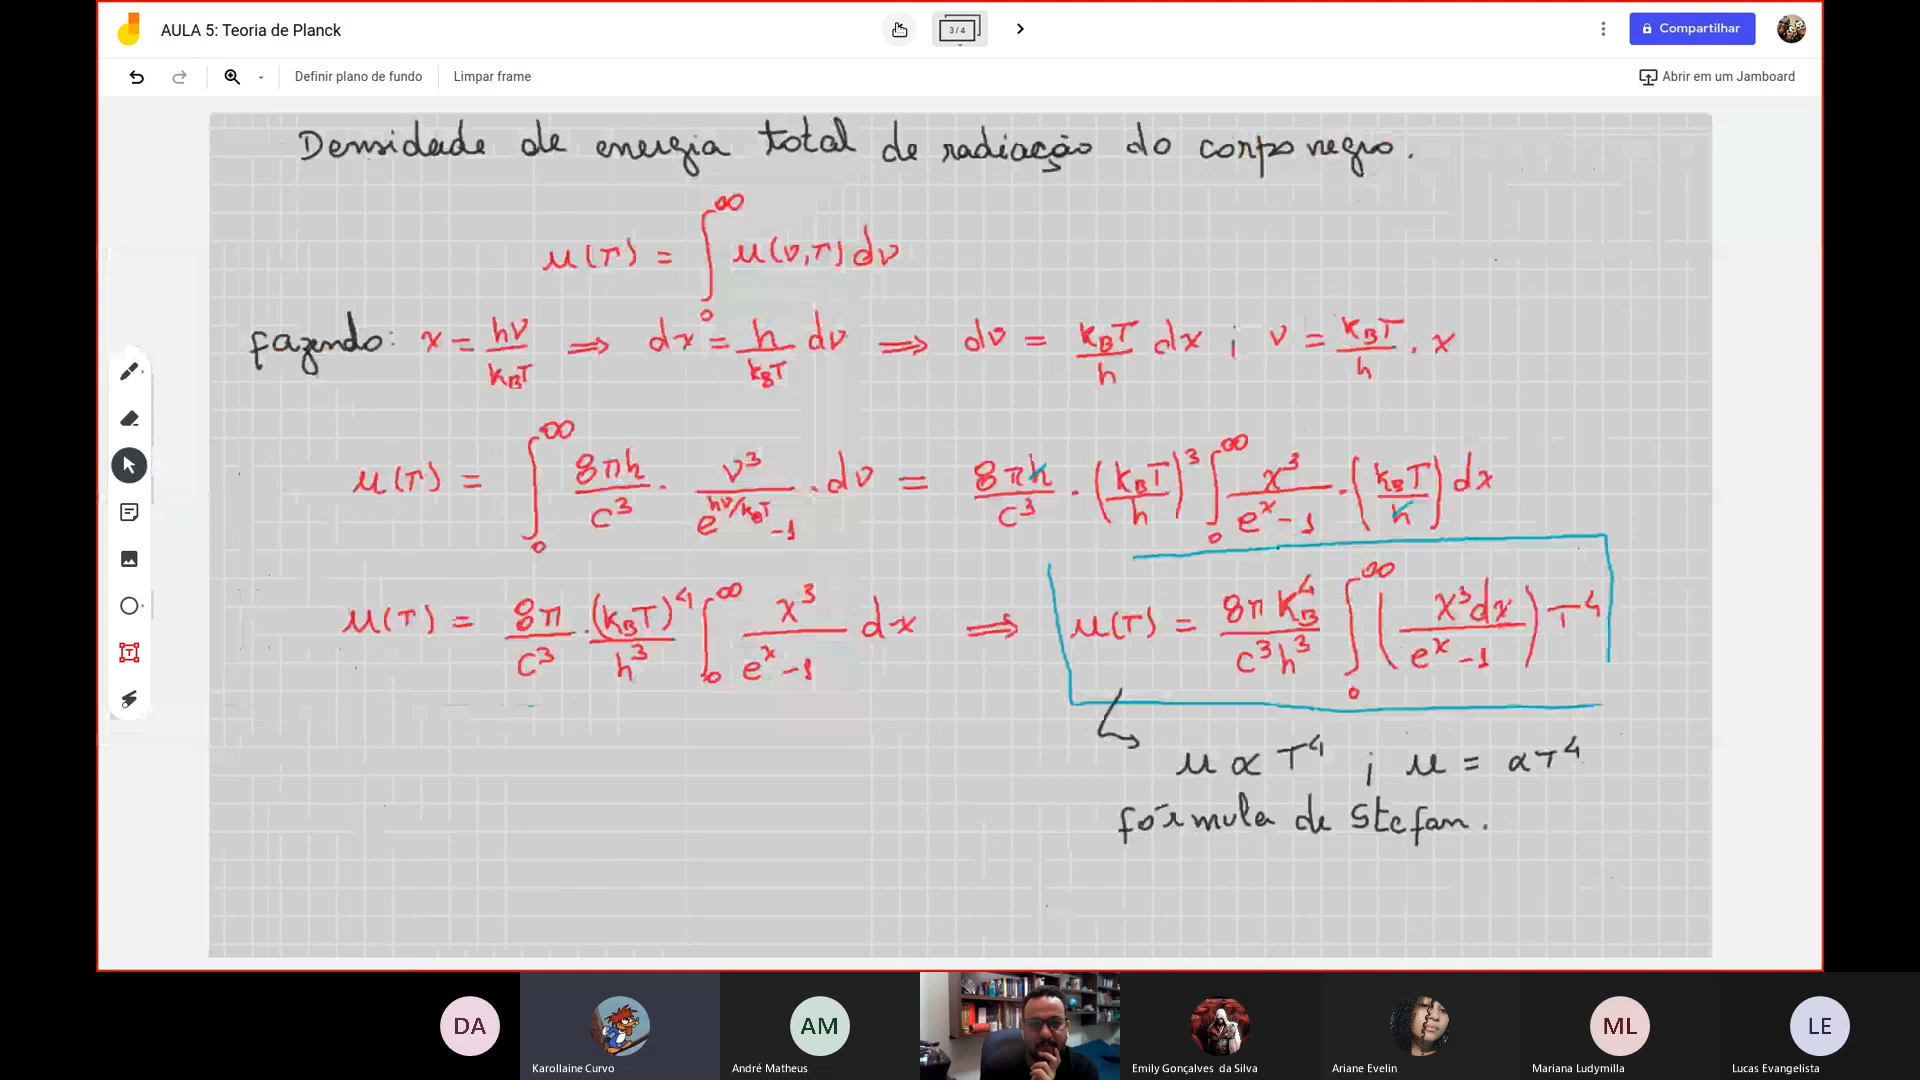 AULA 5: Teoria de Planck
3/4
Compartilhar
Definir plano de fundo
Limpar frame
Abrir em um Jamboard
Densidade de energia total de radiação do corpo negro.
u(T) = ∫₀^∞ u(ν,T) dν
fazendo: x = hν/k_BT ⟹ dx = h/k_BT dν ⟹ dν = k_BT/h dx ; ν = k_BT/h . x
u(T) = ∫₀^∞ 8πh/c³ . ν³/(e^{hν/k_BT} -1) . dν = 8πh/c³ . (k_BT/h)³ ∫₀^∞ x³/(e^x -1) . (k_BT/h) dx
u(T) = 8π/c³ . (k_BT)⁴/h³ ∫₀^∞ x³/(e^x -1) dx ⟹ u(T) = 8π k_B⁴/c³h³ ∫₀^∞ (x³dx/(e^x -1)) T⁴
u ∝ T⁴ ; u = aT⁴
fórmula de Stefan.
DA
Karollaine Curvo
AM
André Matheus
Emily Gonçalves da Silva
Ariane Evelin
ML
Mariana Ludymilla
LE
Lucas Evangelista